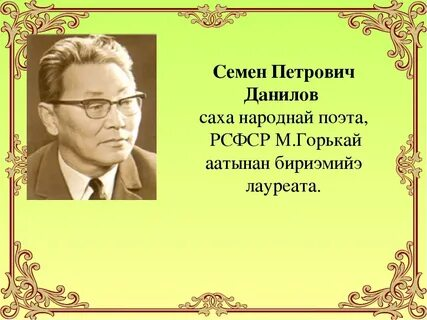 Семен Петрович
Данилов
саха народнай поэта,
РСФСР М.Горькай
аатынан бириэмийэ
лауреата.